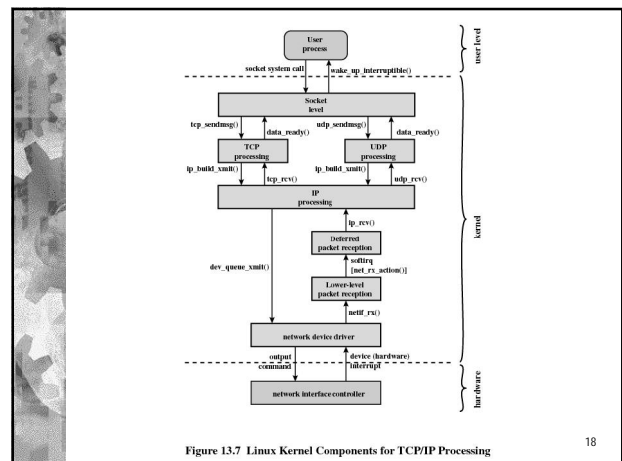 User
process
user level
socket system call
wake_up_interruptible()
Socket
level
tcp_sendmsg()
udp_sendmsg()
data_ready()
data_ready()
TCP
processing
UDP
processing
ip_build_xmit()
ip_build_xmit()
tcp_rcv()
udp_rcv()
IP
processing
kernel
ip_rcv()
Deferred
packet reception
softirq
[net_rx_action()]
dev_queue_xmit()
Lower-level
packet reception
netif_rx()
network device driver
output
command
device (hardware)
interrupt
network interface controller
hardware
Figure 13.7 Linux Kernel Components for TCP/IP Processing
18